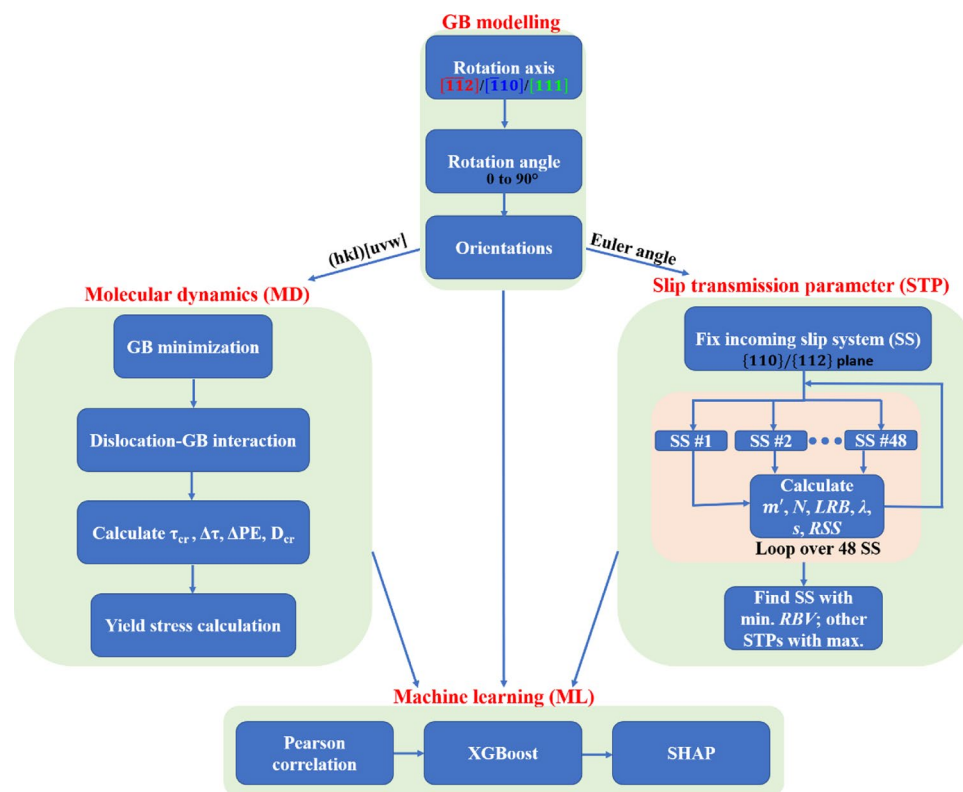 GB modelling
Rotation axis
[1̅1̅2]/[1̅10]/[111]
Rotation angle
0 to 90°
Orientations
(hkl)[uvw]
Euler angle
Molecular dynamics (MD)
GB minimization
Dislocation-GB interaction
Calculate τcr, Δτ, ΔPE, Dcr
Yield stress calculation
Slip transmission parameter (STP)
Fix incoming slip system (SS)
{110}/{112} plane
SS #1
SS #2
SS #48
Calculate
m′, N, LRB, λ,
s, RSS
Loop over 48 SS
Find SS with
min. RBV; other
STPs with max.
Machine learning (ML)
Pearson
correlation
XGBoost
SHAP